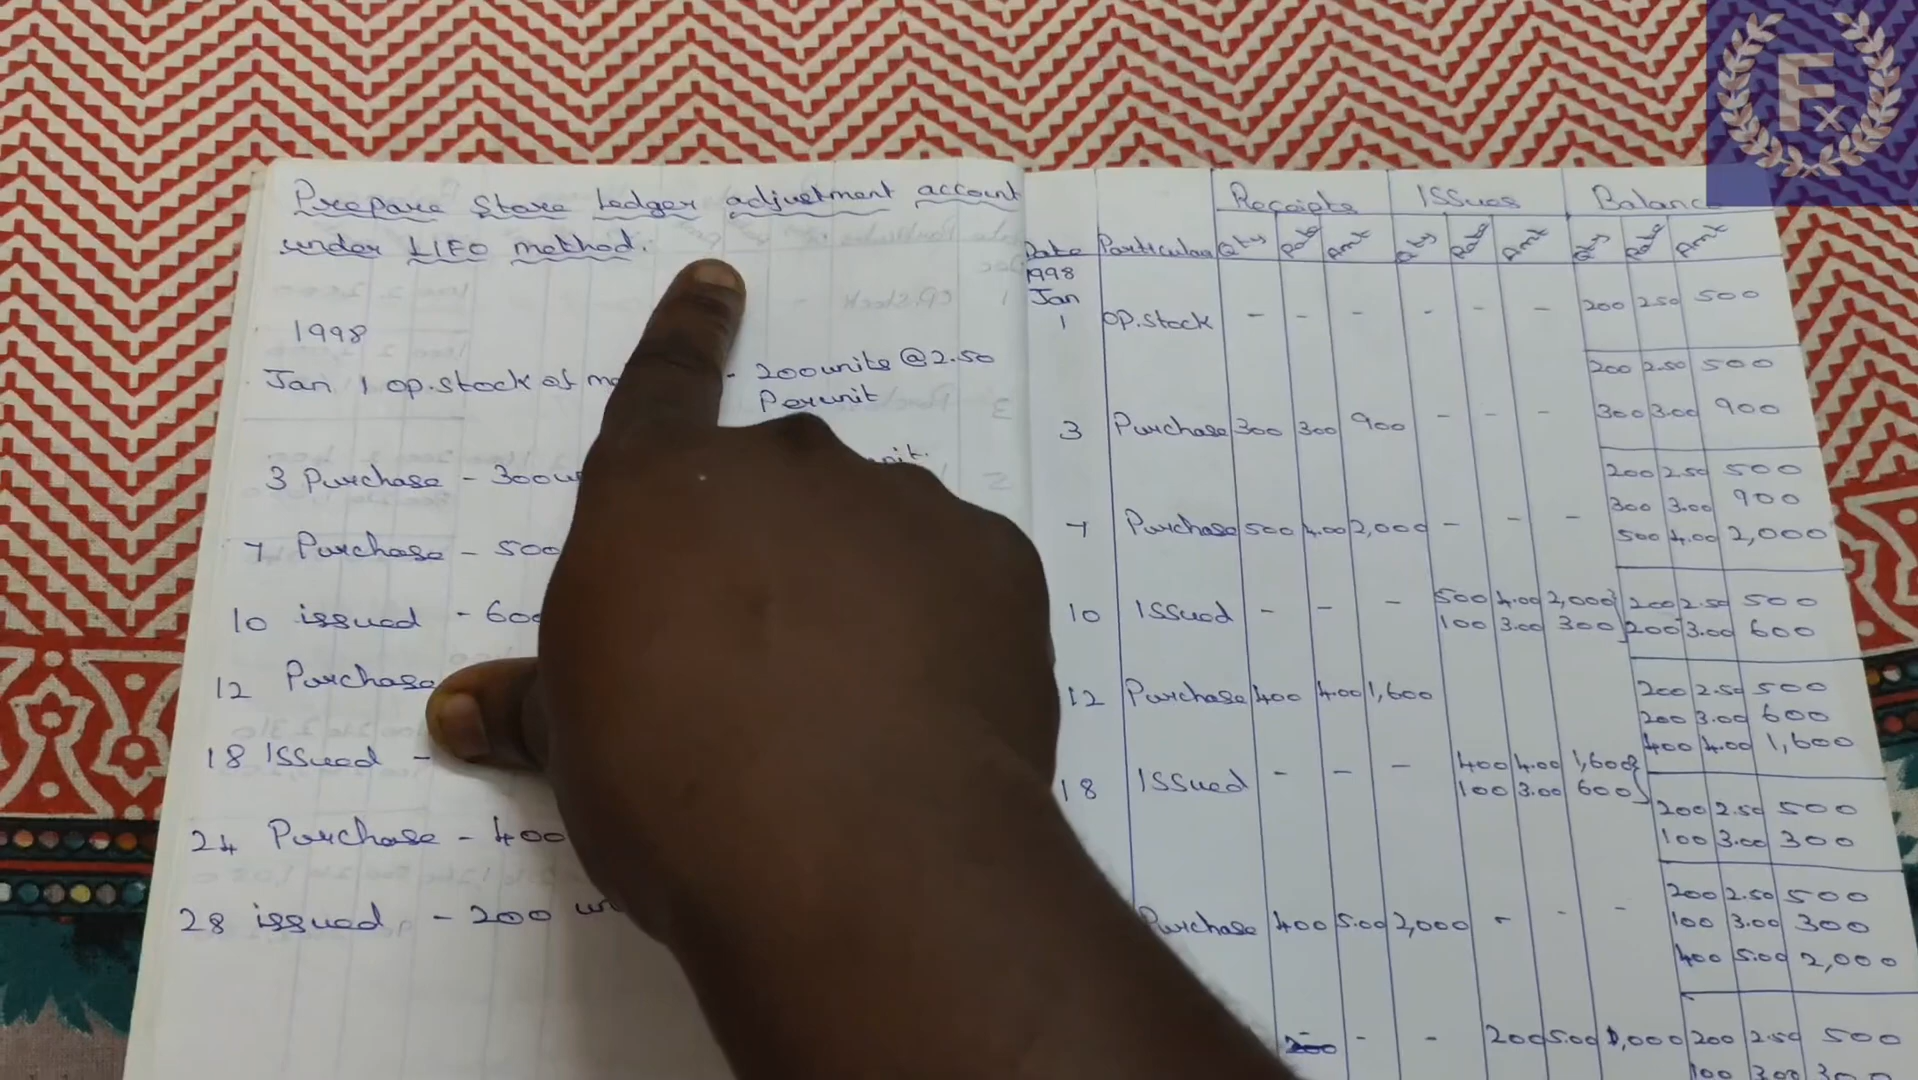 Prepare Store Ledger adjustment account
under LIFO method.
1998
Jan 1 op.stock of - 200 units @ 2.50
Per unit
3 Purchase - 300 unit.
7 Purchase - 500
10 issued - 600
12 Purchase
18 Issued -
24 Purchase - 400
28 issued - 200
Receipts Issues Balance
Date Particular Qty Rate Amt Qty Rate Amt Qty Rate Amt
1998
Jan
1 op.stock - - - - - - 200 2.50 500
200 2.50 500
3 Purchase 300 300 900 - - - 300 3.00 900
200 2.50 500
300 3.00 900
7 Purchase 500 4.00 2,000 - - - 500 4.00 2,000
10 Issued - - - 500 4.00 2,000 200 2.50 500
100 3.00 300 200 3.00 600
12 Purchase 400 4.00 1,600 200 2.50 500
200 3.00 600
400 4.00 1,600
18 Issued - - - 400 4.00 1,600
100 3.00 600
200 2.50 500
100 3.00 300
200 2.50 500
Purchase 400 5.00 2,000 - - - 100 3.00 300
400 5.00 2,000
- - - 200 5.00 1,000 200 2.50 500
100 3.00 300
Fx